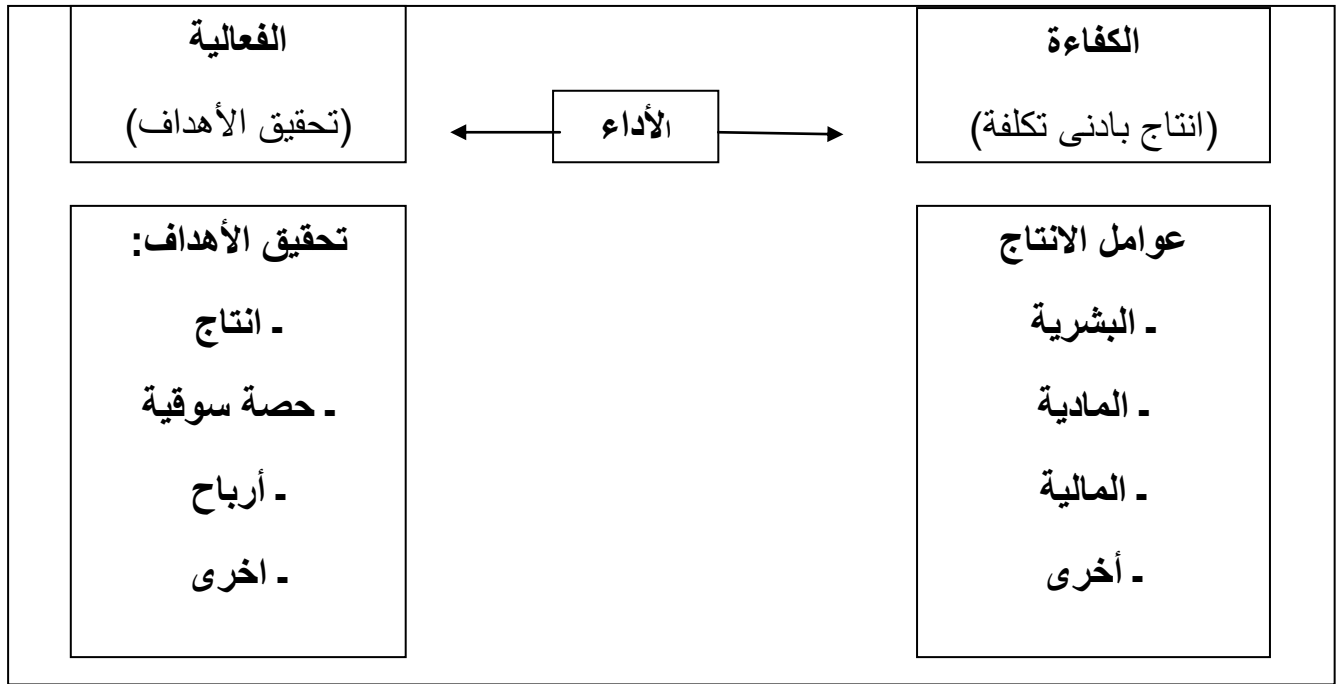 الكفاءة
(انتاج بادنى تكلفة)
الأداء
الفعالية
(تحقيق الأهداف)
عوامل الانتاج
- البشرية
- المادية
- المالية
- أخرى
تحقيق الأهداف:
- انتاج
- حصة سوقية
- أرباح
- اخرى